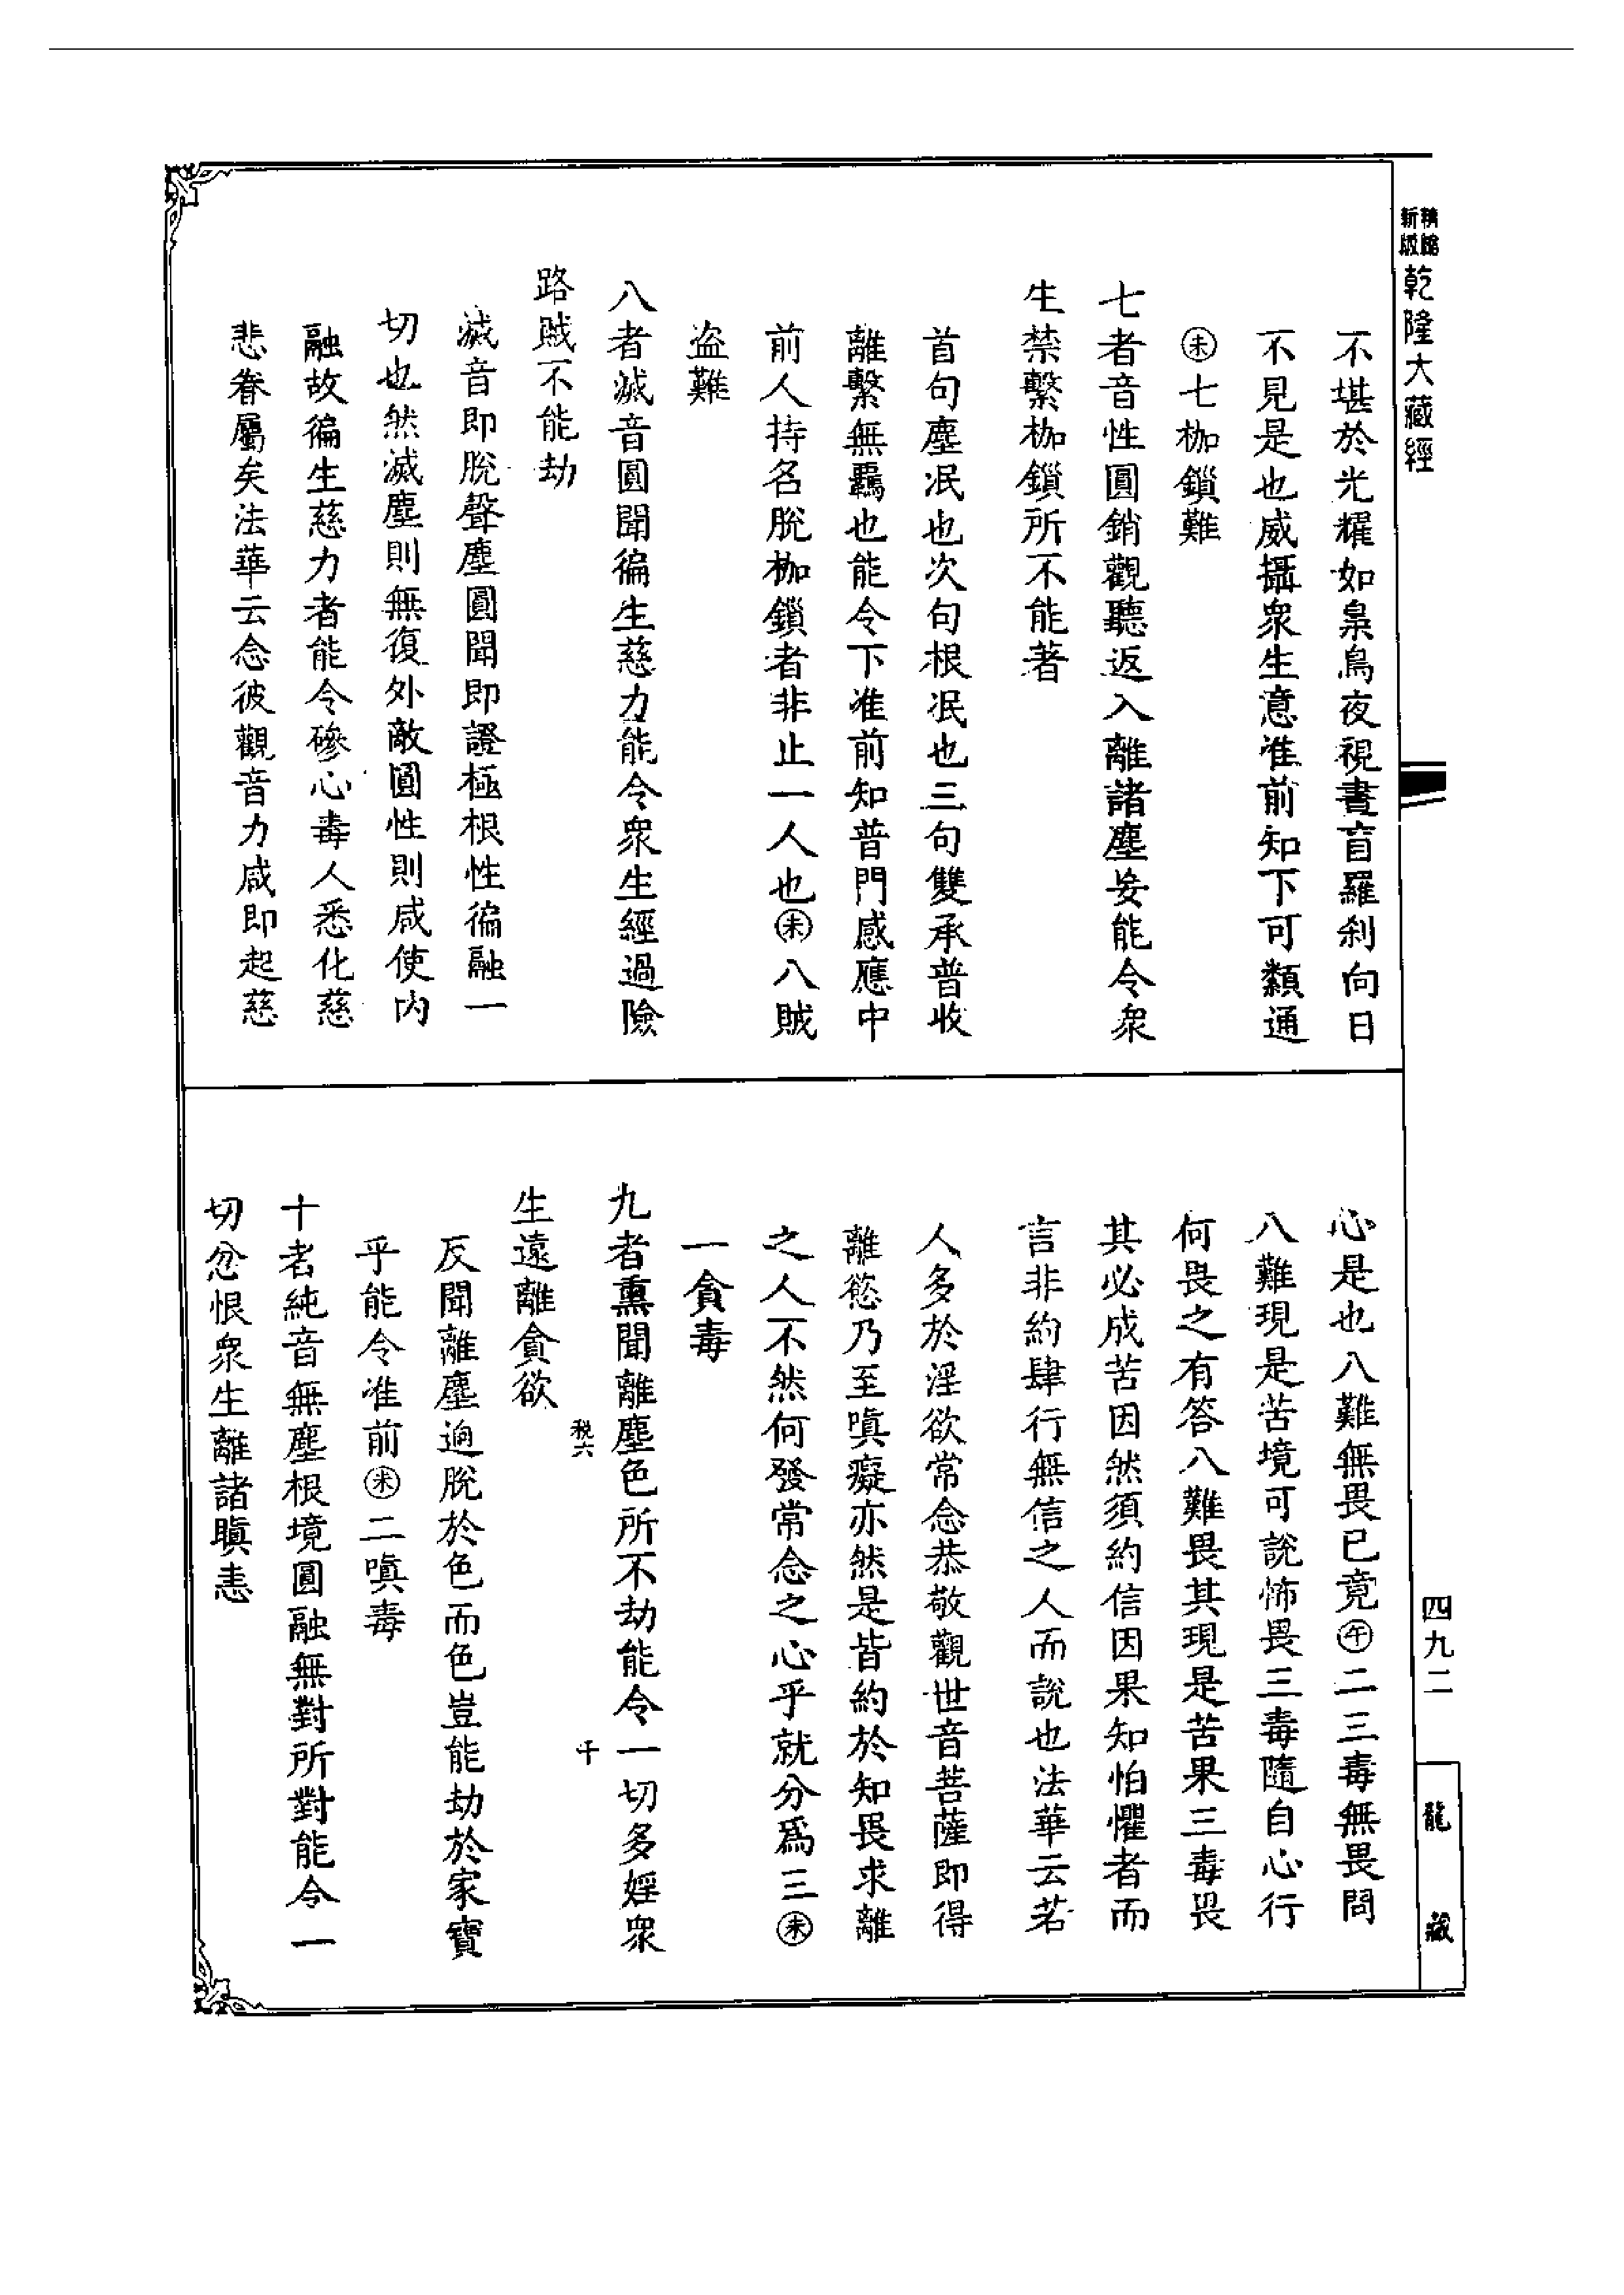 精縮
新版
乾隆大藏經
不堪於光耀如梟鳥夜視晝盲羅刹向日
不見是也威攝眾生意准前知下可類通
㊍七枷鎖難
七者音性圓銷觀聽返入離諸塵妄能令眾
生禁繫枷鎖所不能著
首句塵泯也次句根泯也三句雙承普收
離繫無羈也能令下准前知普門感應中
前人持名脫枷鎖者非止一人也(未)八賊
盜難
八者滅音圓聞徧生慈力能令眾生經過險
路賊不能劫
滅音即脫聲塵圓聞即證極根性徧融一
切也然滅塵則無復外敵圓性則咸使內
融故徧生慈力者能令磣心毒人悉化慈
悲眷屬矣法華云念彼觀音力咸即起慈
心是也八難無畏已竟(午)二三毒無畏問
八難現是苦境可說怖畏三毒隨自心行
何畏之有答八難畏其現是苦果三毒畏
其必成苦因然須約信因果知怕懼者而
言非約肆行無信之人而說也法華云若
人多於淫欲常念恭敬觀世音菩薩即得
離慾乃至嗔癡亦然是皆約於知畏求離
之人不然何發常念之心乎就分爲三(未)
一貪毒
九者熏聞離塵色所不劫能令一切多婬眾
生遠離貪欲
稅六
千
反聞離塵逈脫於色而色豈能劫於家寶
乎能令准前(未)二嗔毒
十者純音無塵根境圓融無對所對能令一
切忿恨眾生離諸瞋恚
四九二
龍藏